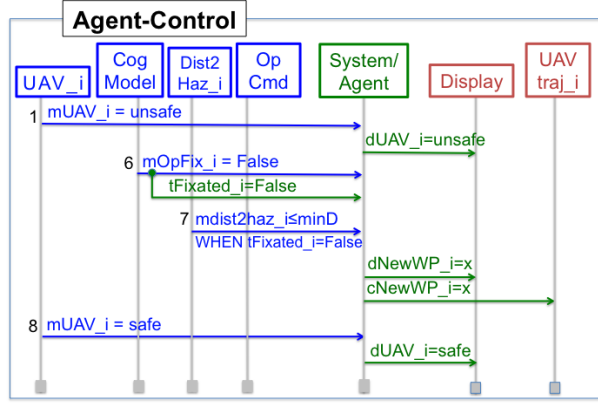 Agent-Control
UAV_i
Cog
Model
Dist2
Haz_i
Op
Cmd
System/
Agent
Display
UAV
traj_i
1 mUAV_i = unsafe
dUAV_i=unsafe
6 mOpFix_i = False
tFixated_i=False
7 mdist2haz_i≤minD
WHEN tFixated_i=False
dNewWP_i=x
cNewWP_i=x
8 mUAV_i = safe
dUAV_i=safe